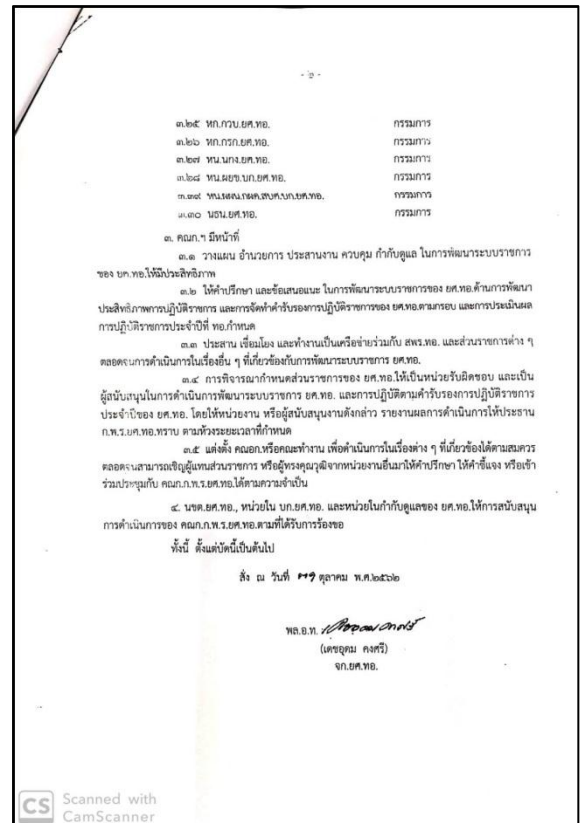 - ๒ -
๓.๒๕ หก.กวบ.ยศ.ทอ. กรรมการ
๓.๒๖ หก.กรก.ยศ.ทอ. กรรมการ
๓.๒๗ หน.นกง.ยศ.ทอ. กรรมการ
๓.๒๘ หน.ผยข.บก.ยศ.ทอ. กรรมการ
๓.๓๐ นธน.ยศ.ทอ. กรรมการ
๓. คณก.ฯ มีหน้าที่
๓.๑ วางแผน อำนวยการ ประสานงาน ควบคุม กำกับดูแล ในการพัฒนาระบบราชการ
ของ ยศ.ทอ.ให้มีประสิทธิภาพ
๓.๒ ให้คำปรึกษา และข้อเสนอแนะ ในการพัฒนาระบบราชการของ ยศ.ทอ.ด้านการพัฒนา
ประสิทธิภาพการปฏิบัติราชการ และการจัดทำคำรับรองการปฏิบัติราชการของ ยศ.ทอ.ตามกรอบ และการประเมินผล
การปฏิบัติราชการประจำปีที่ ทอ.กำหนด
๓.๓ ประสาน เชื่อมโยง และทำงานเป็นเครือข่ายร่วมกับ สพร.ทอ. และส่วนราชการต่าง ๆ
ตลอดจนการดำเนินการในเรื่องอื่น ๆ ที่เกี่ยวข้องกับการพัฒนาระบบราชการ ยศ.ทอ.
๓.๔ การพิจารณากำหนดส่วนราชการของ ยศ.ทอ.ให้เป็นหน่วยรับผิดชอบ และเป็น
ผู้สนับสนุนในการดำเนินการพัฒนาระบบราชการ ยศ.ทอ. และการปฏิบัติตามคำรับรองการปฏิบัติราชการ
ประจำปีของ ยศ.ทอ. โดยให้หน่วยงาน หรือผู้สนับสนุนงานดังกล่าว รายงานผลการดำเนินการให้ประธาน
ก.พ.ร.ยศ.ทอ.ทราบ ตามห้วงระยะเวลาที่กำหนด
๓.๕ แต่งตั้ง คณอก.หรือคณะทำงาน เพื่อดำเนินการในเรื่องต่าง ๆ ที่เกี่ยวข้องได้ตามสมควร
ตลอดจนสามารถเชิญผู้แทนส่วนราชการ หรือผู้ทรงคุณวุฒิจากหน่วยงานอื่นมาให้คำปรึกษา ให้คำชี้แจง หรือเข้า
ร่วมประชุมกับ คณก.ก.พ.ร.ยศ.ทอ.ได้ตามความจำเป็น
๔. นขต.ยศ.ทอ., หน่วยใน บก.ยศ.ทอ. และหน่วยในกำกับดูแลของ ยศ.ทอ.ให้การสนับสนุน
การดำเนินการของ คณก.ก.พ.ร.ยศ.ทอ.ตามที่ได้รับการร้องขอ
ทั้งนี้ ตั้งแต่บัดนี้เป็นต้นไป
สั่ง ณ วันที่ ตุลาคม พ.ศ.๒๕๖๒
พล.อ.ท.
(เดชอุดม คงศรี)
จก.ยศ.ทอ.
CS Scanned with
CamScanner